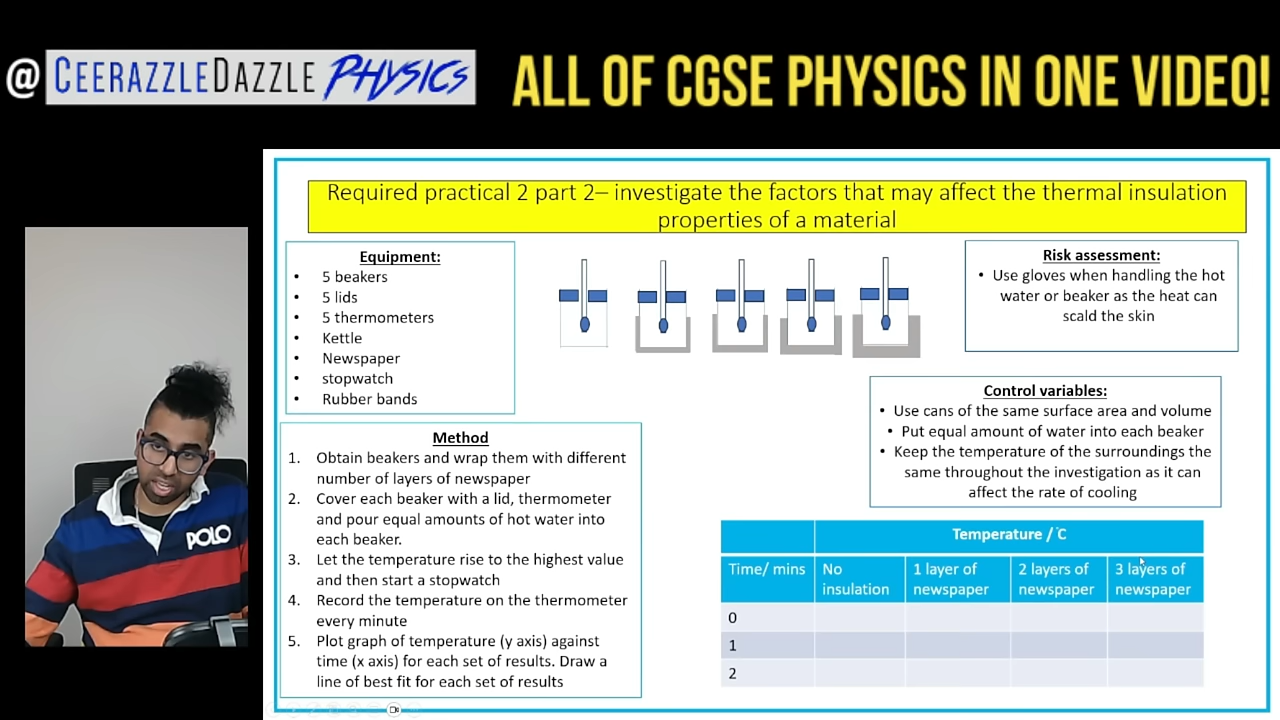 @ CEERAZZLEDAZZLE PHYSICS
ALL OF CGSE PHYSICS IN ONE VIDEO!
Required practical 2 part 2– investigate the factors that may affect the thermal insulation
properties of a material
Equipment:
• 5 beakers
• 5 lids
• 5 thermometers
• Kettle
• Newspaper
• stopwatch
• Rubber bands
Risk assessment:
• Use gloves when handling the hot
water or beaker as the heat can
scald the skin
Control variables:
• Use cans of the same surface area and volume
• Put equal amount of water into each beaker
• Keep the temperature of the surroundings the
same throughout the investigation as it can
affect the rate of cooling
Method
1. Obtain beakers and wrap them with different
number of layers of newspaper
2. Cover each beaker with a lid, thermometer
and pour equal amounts of hot water into
each beaker.
3. Let the temperature rise to the highest value
and then start a stopwatch
4. Record the temperature on the thermometer
every minute
5. Plot graph of temperature (y axis) against
time (x axis) for each set of results. Draw a
line of best fit for each set of results
Temperature / ̊C
Time/ mins
No
insulation
1 layer of
newspaper
2 layers of
newspaper
3 layers of
newspaper
0
1
2
POLO